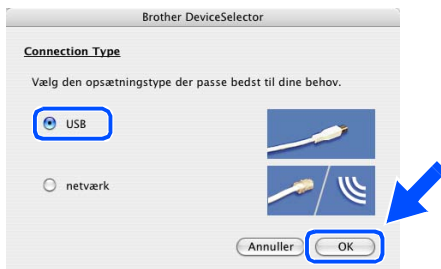 Brother DeviceSelector
Connection Type
Vælg den opsætningstype der passe bedst til dine behov.
USB
netværk
Annuller OK